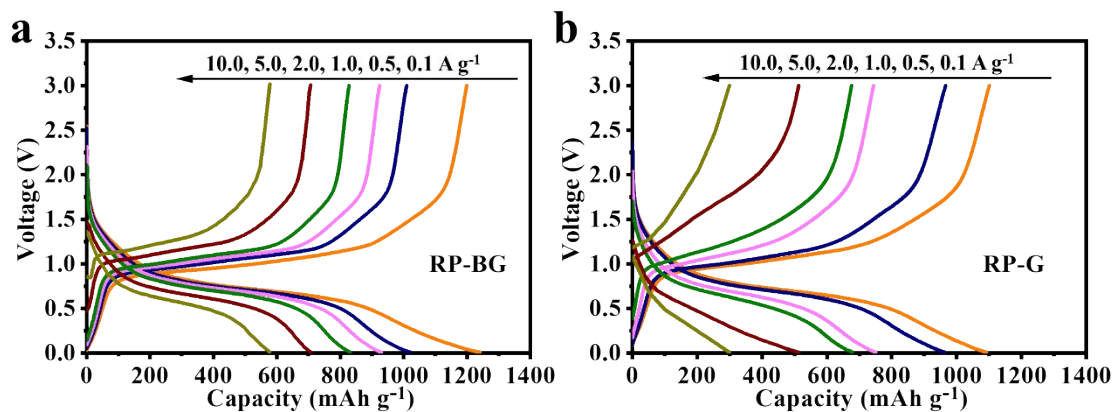 a
10.0, 5.0, 2.0, 1.0, 0.5, 0.1 A g⁻¹
3.5
3.0
2.5
2.0
1.5
1.0
0.5
0.0
Voltage (V)
RP-BG
0 200 400 600 800 1000 1200 1400
Capacity (mAh g⁻¹)
b
10.0, 5.0, 2.0, 1.0, 0.5, 0.1 A g⁻¹
3.5
3.0
2.5
2.0
1.5
1.0
0.5
0.0
Voltage (V)
RP-G
0 200 400 600 800 1000 1200 1400
Capacity (mAh g⁻¹)